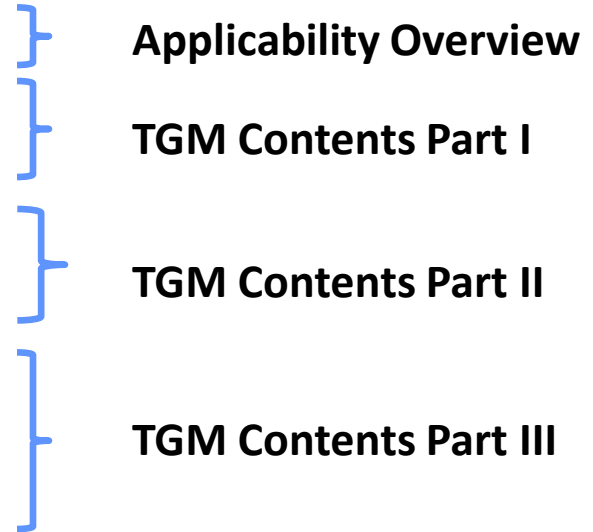 Applicability Overview
TGM Contents Part I
TGM Contents Part II
TGM Contents Part III